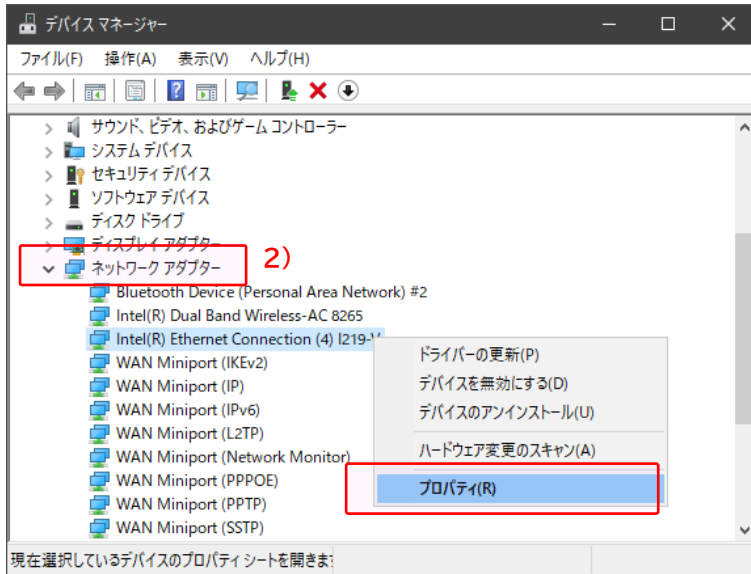 デバイス マネージャー
ファイル(F) 操作(A) 表示(V) ヘルプ(H)
サウンド、ビデオ、およびゲーム コントローラー
システム デバイス
セキュリティ デバイス
ソフトウェア デバイス
ディスク ドライブ
ディスプレイ アダプター
2)
ネットワーク アダプター
Bluetooth Device (Personal Area Network) #2
Intel(R) Dual Band Wireless-AC 8265
Intel(R) Ethernet Connection (4) I219-V
WAN Miniport (IKEv2)
WAN Miniport (IP)
WAN Miniport (IPv6)
WAN Miniport (L2TP)
WAN Miniport (Network Monitor)
WAN Miniport (PPPOE)
WAN Miniport (PPTP)
WAN Miniport (SSTP)
ドライバーの更新(P)
デバイスを無効にする(D)
デバイスのアンインストール(U)
ハードウェア変更のスキャン(A)
プロパティ(R)
現在選択しているデバイスのプロパティ シートを開きます